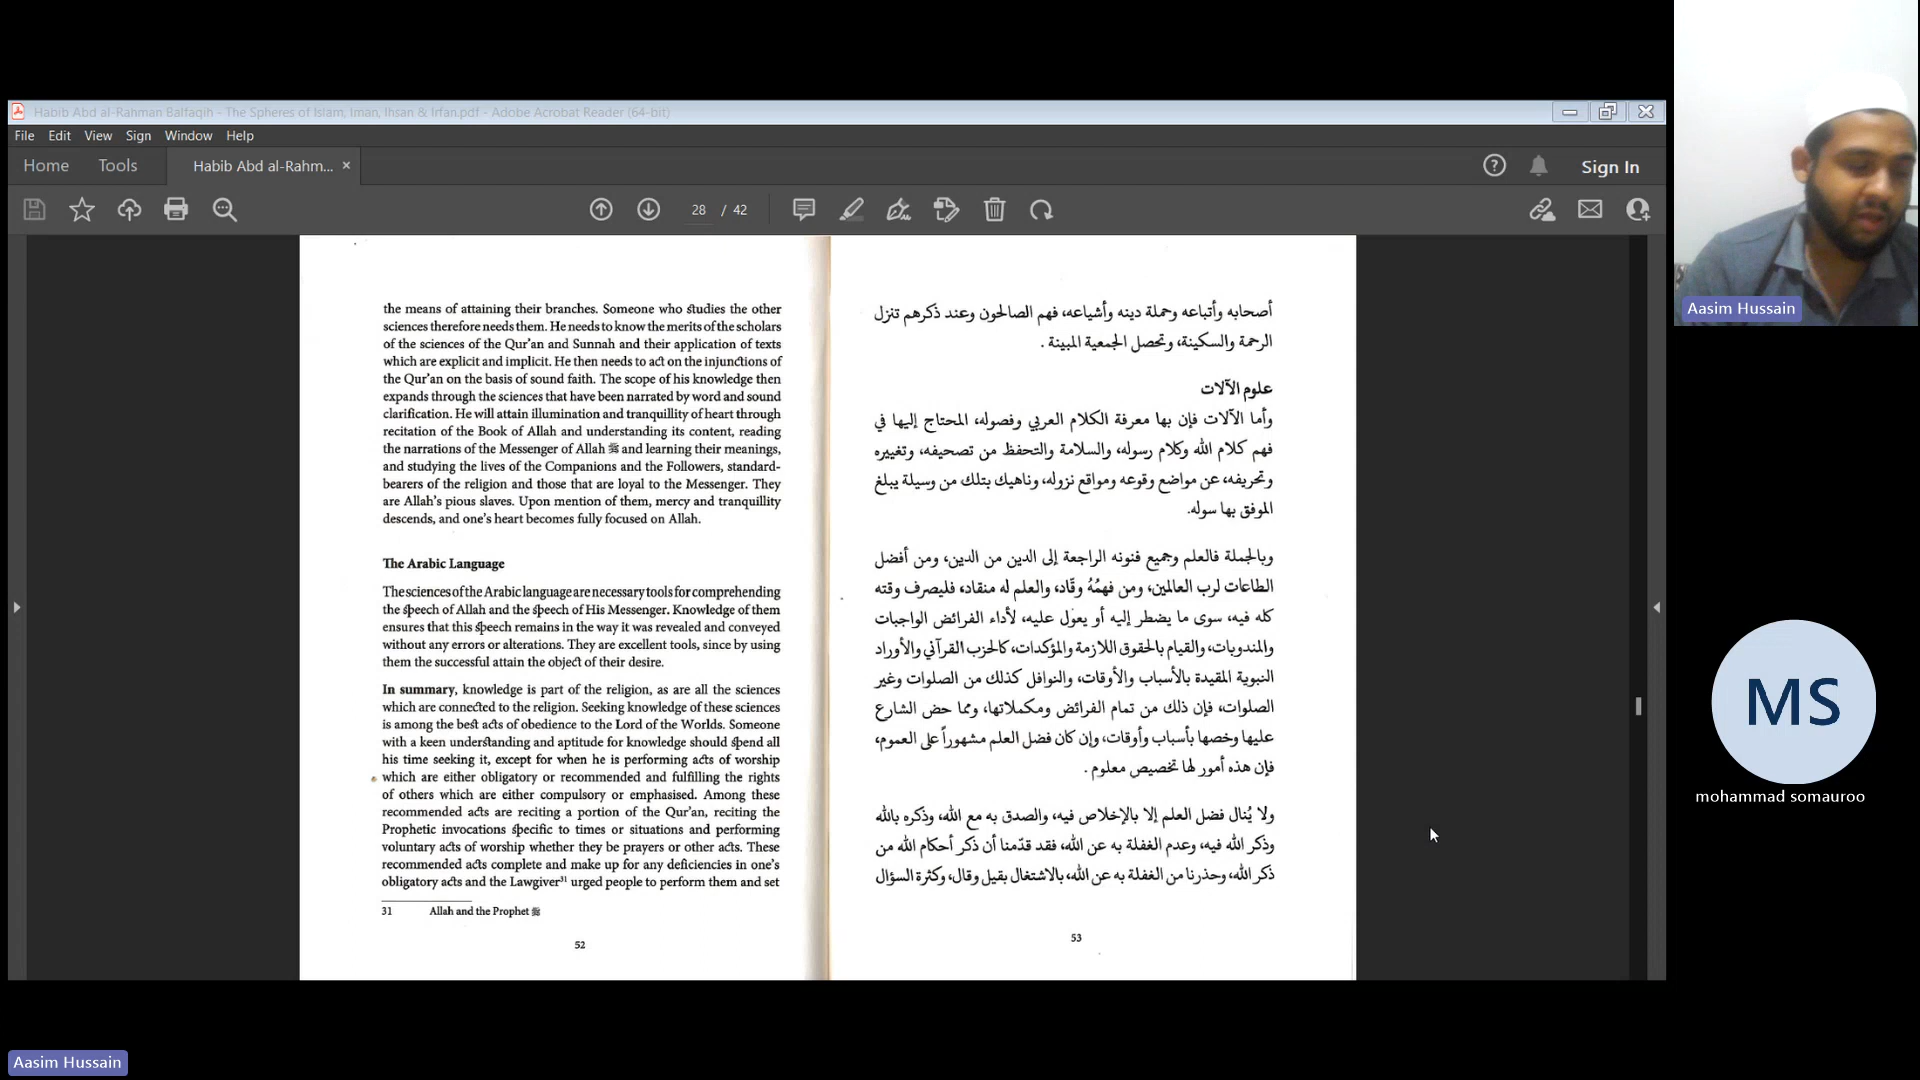 Habib Abd al-Rahman Balfaqih - The Spheres of Islam, Iman, Ihsan & Irfan.pdf - Adobe Acrobat Reader (64-bit)
File Edit View Sign Window Help
Home Tools Habib Abd al-Rahm... × Sign In
28 / 42
the means of attaining their branches. Someone who studies the other
sciences therefore needs them. He needs to know the merits of the scholars
of the sciences of the Qur'an and Sunnah and their application of texts
which are explicit and implicit. He then needs to act on the injunctions of
the Qur'an on the basis of sound faith. The scope of his knowledge then
expands through the sciences that have been narrated by word and sound
clarification. He will attain illumination and tranquillity of heart through
recitation of the Book of Allah and understanding its content, reading
the narrations of the Messenger of Allah ﷺ and learning their meanings,
and studying the lives of the Companions and the Followers, standard-
bearers of the religion and those that are loyal to the Messenger. They
are Allah's pious slaves. Upon mention of them, mercy and tranquillity
descends, and one's heart becomes fully focused on Allah.
The Arabic Language
The sciences of the Arabic language are necessary tools for comprehending
the speech of Allah and the speech of His Messenger. Knowledge of them
ensures that this speech remains in the way it was revealed and conveyed
without any errors or alterations. They are excellent tools, since by using
them the successful attain the object of their desire.
In summary, knowledge is part of the religion, as are all the sciences
which are connected to the religion. Seeking knowledge of these sciences
is among the best acts of obedience to the Lord of the Worlds. Someone
with a keen understanding and aptitude for knowledge should spend all
his time seeking it, except for when he is performing acts of worship
which are either obligatory or recommended and fulfilling the rights
of others which are either compulsory or emphasised. Among these
recommended acts are reciting a portion of the Qur'an, reciting the
Prophetic invocations specific to times or situations and performing
voluntary acts of worship whether they be prayers or other acts. These
recommended acts complete and make up for any deficiencies in one's
obligatory acts and the Lawgiver31 urged people to perform them and set
31 Allah and the Prophet ﷺ
52
أصحابه وأتباعه وحملة دينه وأشياعه، فهم الصالحون وعند ذكرهم تنزل
الرحمة والسكينة، وتحصل الجمعية المبينة .
علوم الآلات
وأما الآلات فإن بها معرفة الكلام العربي وفصوله، المحتاج إليها في
فهم كلام الله وكلام رسوله، والسلامة والتحفظ من تصحيفه، وتغييره
وتحريفه، عن مواضع وقوعه ومواقع نزوله، وناهيك بتلك من وسيلة يبلغ
الموفق بها سوله.
وبالجملة فالعلم وجميع فنونه الراجعة إلى الدين من الدين، ومن أفضل
الطاعات لرب العالمين، ومن فهمُهُ وقّاد، والعلم له منقاد، فليصرف وقته
كله فيه، سوى ما يضطر إليه أو يعول عليه، لأداء الفرائض الواجبات
والمندوبات، والقيام بالحقوق اللازمة والمؤكدات، كالحزب القرآني والأوراد
النبوية المقيدة بالأسباب والأوقات، والنوافل كذلك من الصلوات وغير
الصلوات، فإن ذلك من تمام الفرائض ومكملاتها، ومما حض الشارع
عليها وخصها بأسباب وأوقات، وإن كان فضل العلم مشهوراً على العموم،
فإن هذه أمور لها تخصيص معلوم .
ولا يُنال فضل العلم إلا بالإخلاص فيه، والصدق به مع الله، وذكره بالله
وذكر الله فيه، وعدم الغفلة به عن الله، فقد قدّمنا أن ذكر أحكام الله من
ذكر الله، وحذرنا من الغفلة به عن الله، بالاشتغال بقيل وقال، وكثرة السؤال
53
Aasim Hussain
MS
mohammad somauroo
Aasim Hussain